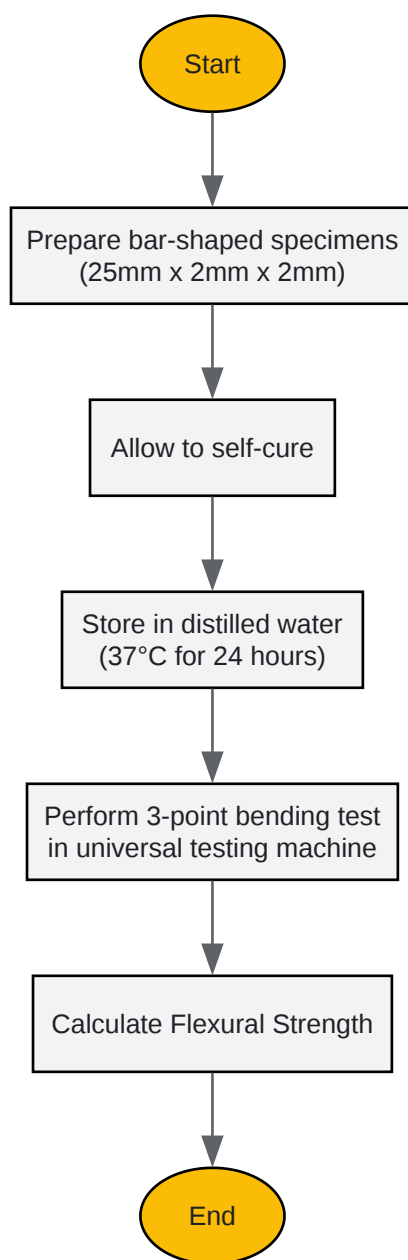 Start
Prepare bar-shaped specimens
(25mm x 2mm x 2mm)
Allow to self-cure
Store in distilled water
(37°C for 24 hours)
Perform 3-point bending test
in universal testing machine
Calculate Flexural Strength
End